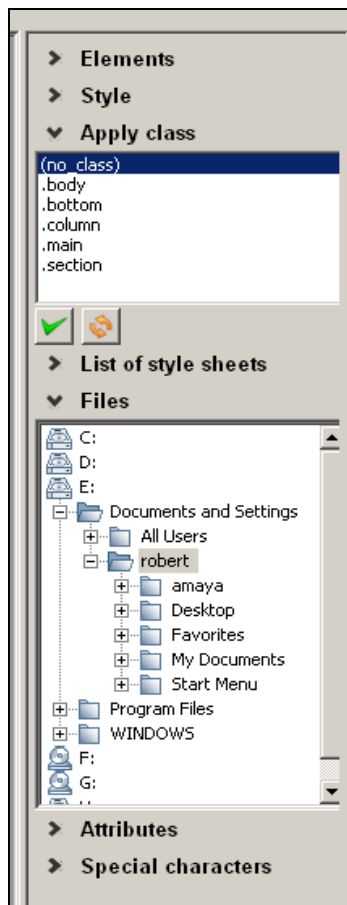 Elements
Style
Apply class
(no_class)
.body
.bottom
.column
.main
.section
List of style sheets
Files
C:
D:
E:
Documents and Settings
All Users
robert
amaya
Desktop
Favorites
My Documents
Start Menu
Program Files
WINDOWS
F:
G:
Attributes
Special characters